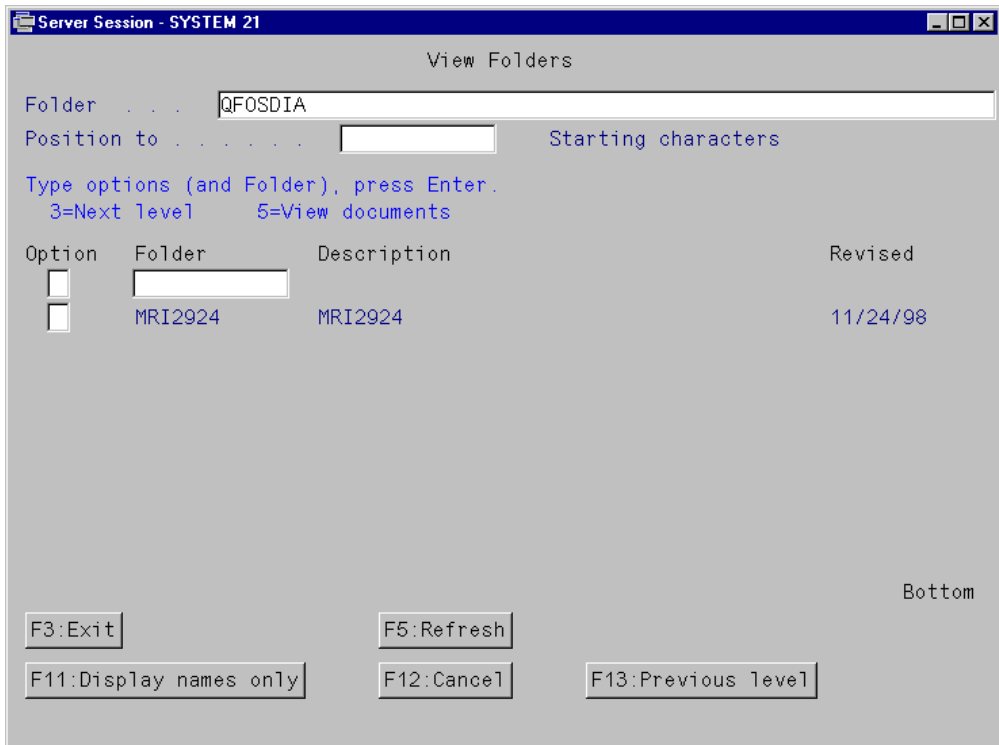 Server Session - SYSTEM 21
View Folders
Folder . . . QFOSDIA
Position to . . . . . . Starting characters
Type options (and Folder), press Enter.
3=Next level 5=View documents
Option Folder Description Revised
MRI2924 MRI2924 11/24/98
Bottom
F3:Exit F5:Refresh
F11:Display names only F12:Cancel F13:Previous level